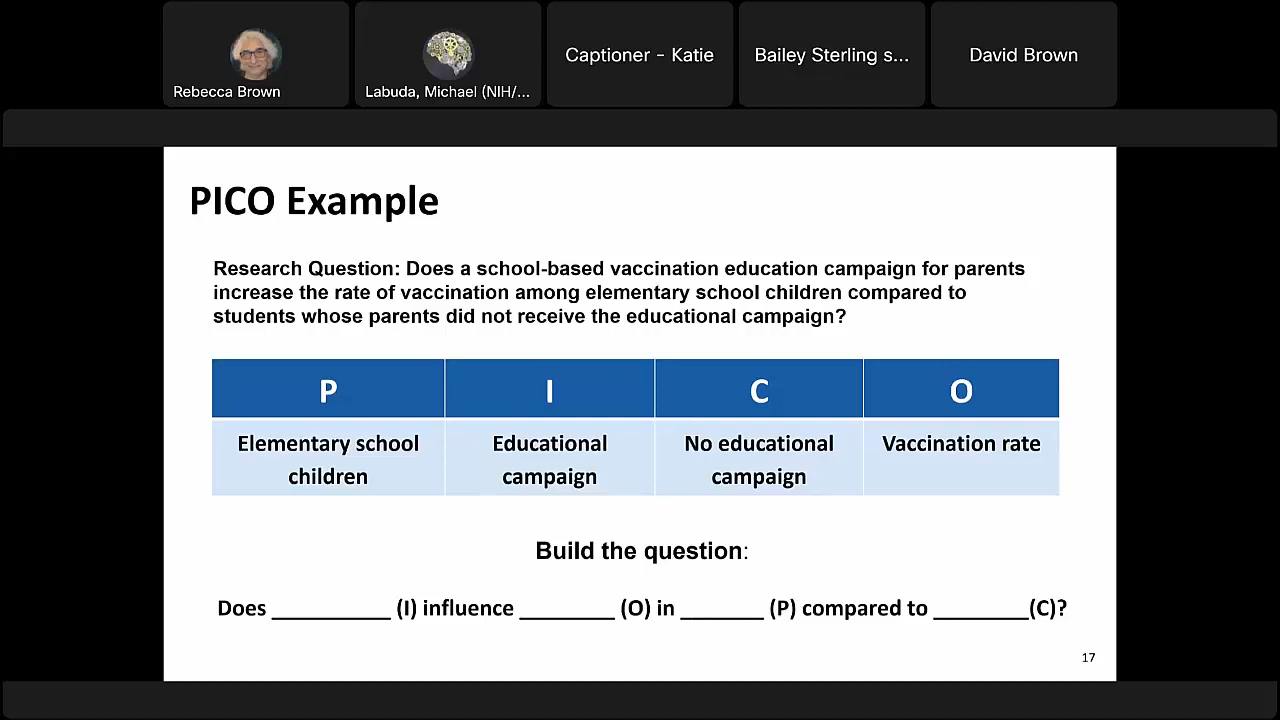 Rebecca Brown
Labuda, Michael (NIH/...
Captioner - Katie
Bailey Sterling s...
David Brown
PICO Example
Research Question: Does a school-based vaccination education campaign for parents
increase the rate of vaccination among elementary school children compared to
students whose parents did not receive the educational campaign?
P I C O
Elementary school children
Educational campaign
No educational campaign
Vaccination rate
Build the question:
Does __________ (I) influence ________ (O) in _______ (P) compared to ________(C)?
17